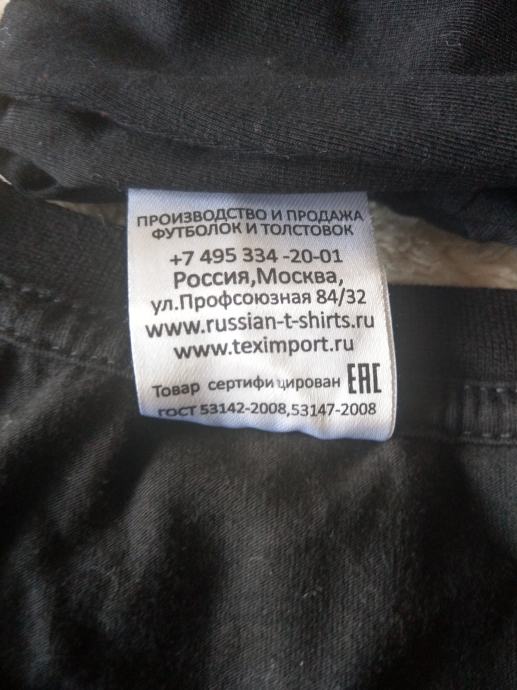 ПРОИЗВОДСТВО И ПРОДАЖА
ФУТБОЛОК И ТОЛСТОВОК
+7 495 334 -20-01
Россия,Москва,
ул.Профсоюзная 84/32
www.russian-t-shirts.ru
www.teximport.ru
Товар сертифицирован EAC
ГОСТ 53142-2008,53147-2008